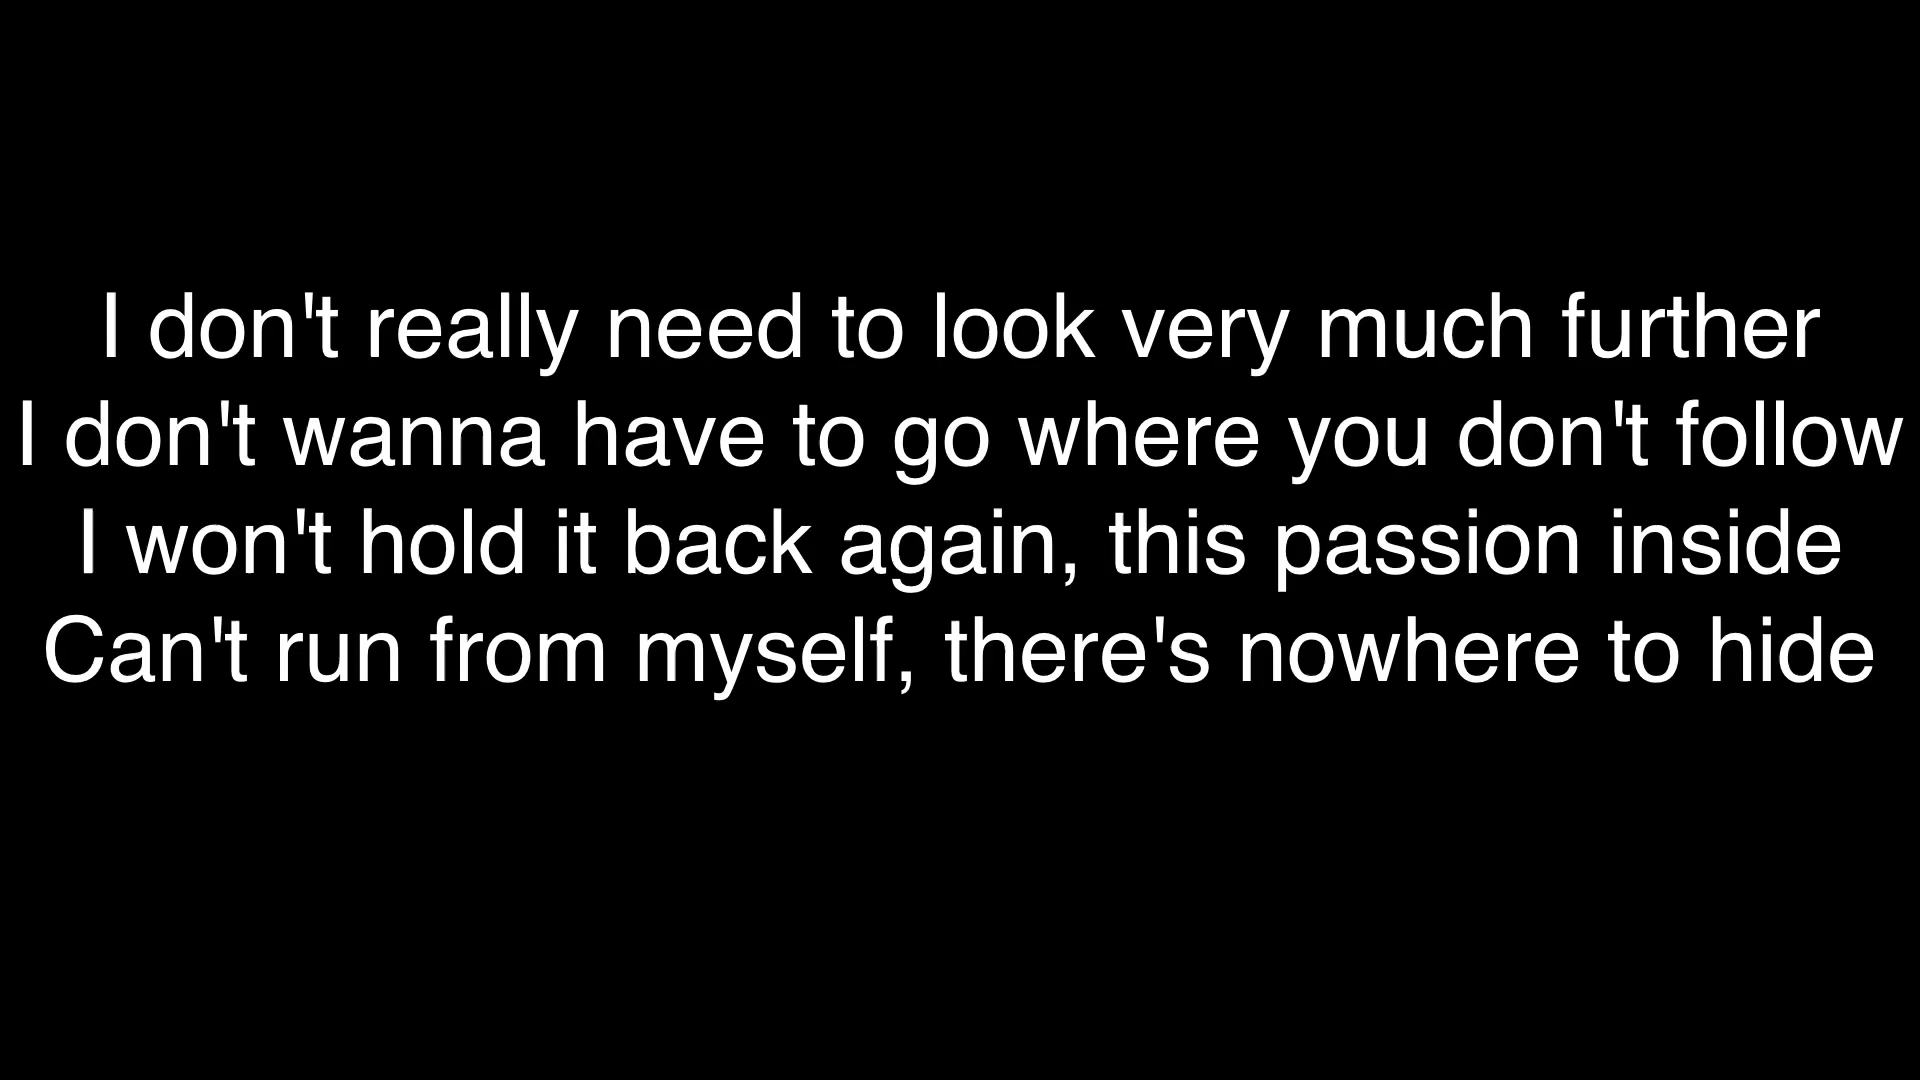 I don't really need to look very much further
I don't wanna have to go where you don't follow
I won't hold it back again, this passion inside
Can't run from myself, there's nowhere to hide